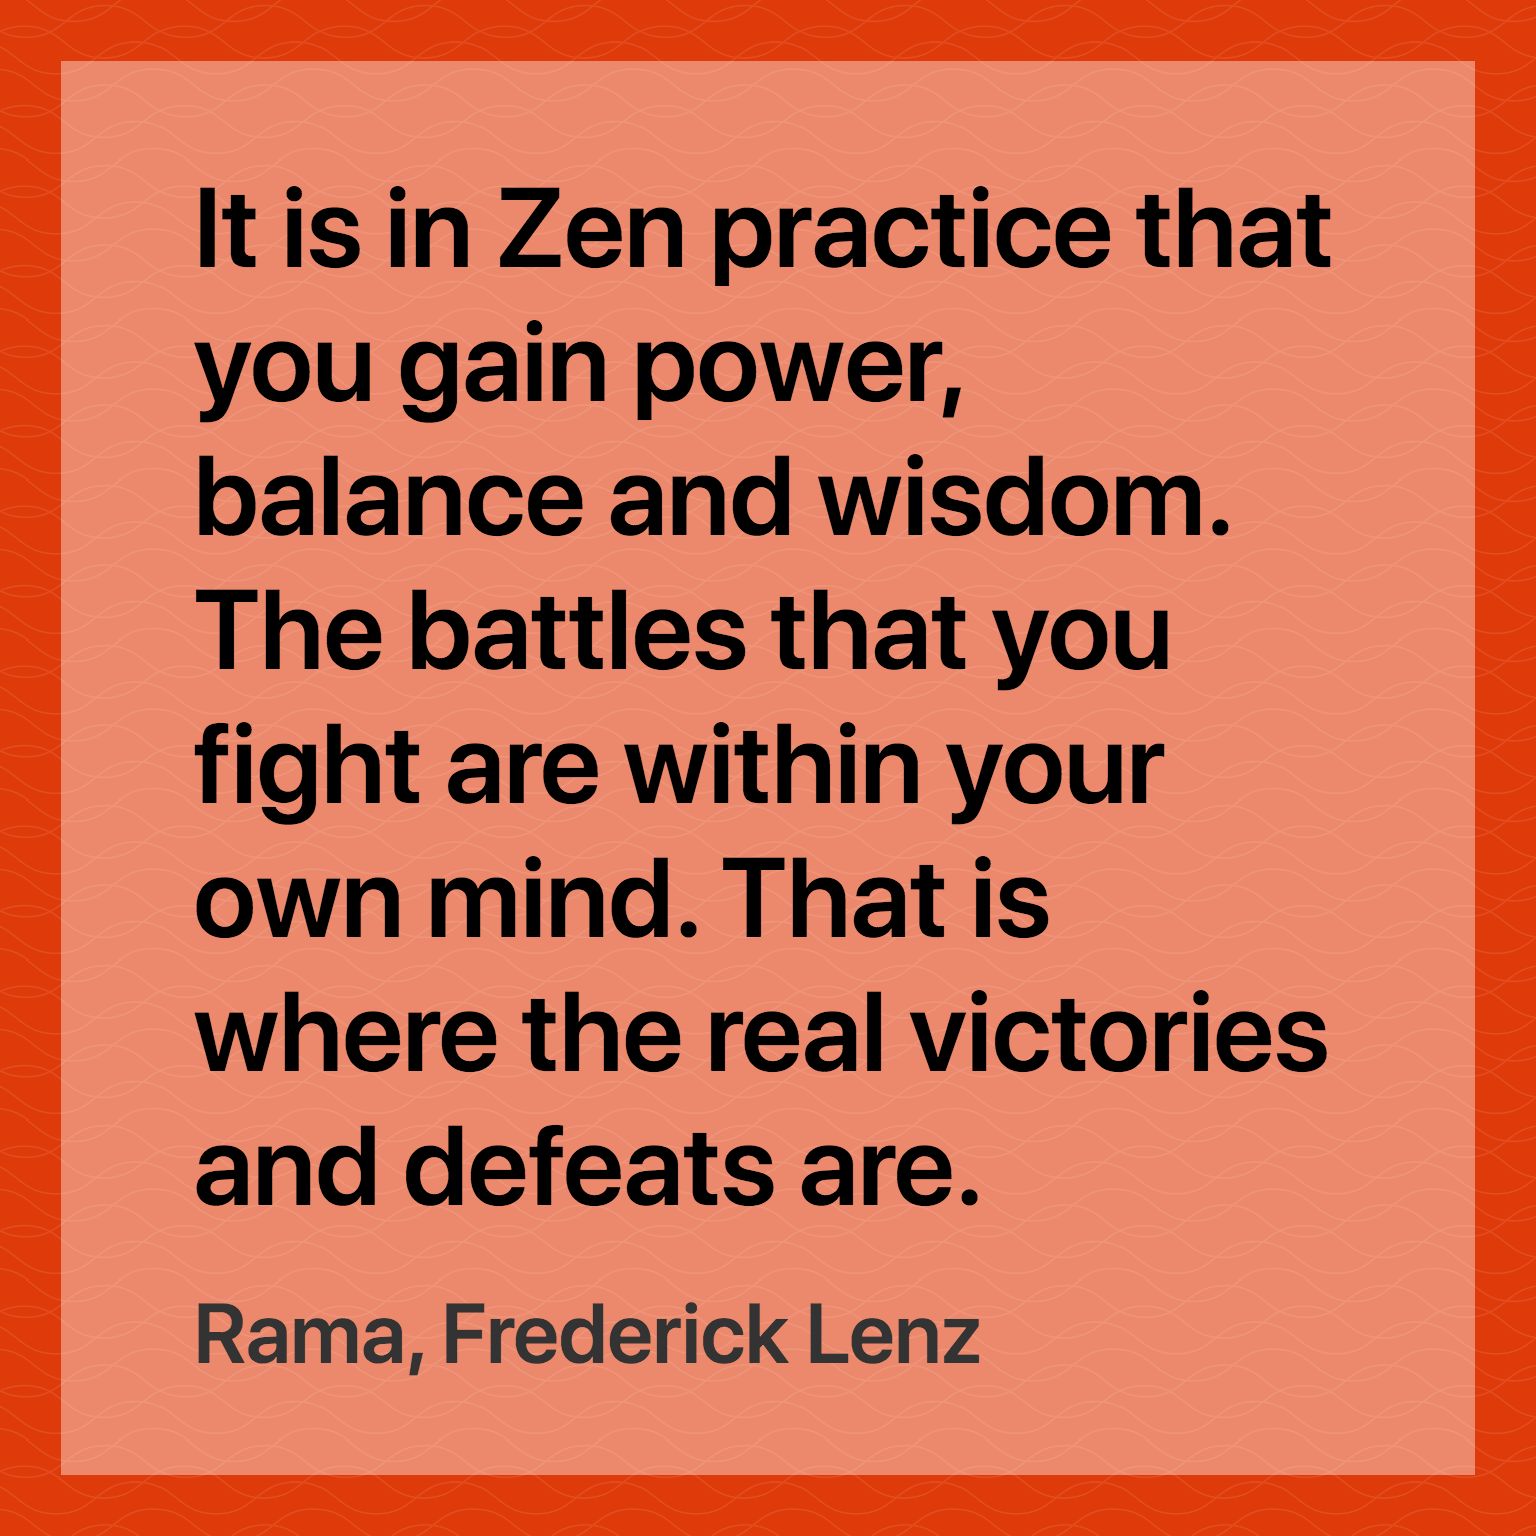 It is in Zen practice that
you gain power,
balance and wisdom.
The battles that you
fight are within your
own mind. That is
where the real victories
and defeats are.
Rama, Frederick Lenz